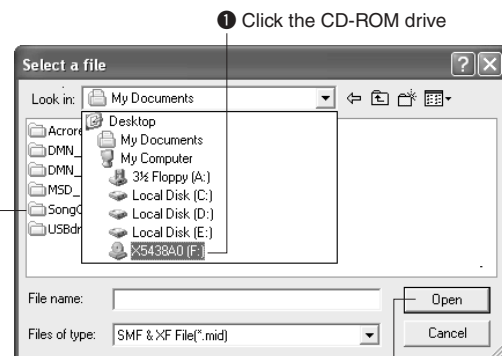 ❶ Click the CD-ROM drive
Select a file
Look in: My Documents
Desktop
My Documents
My Computer
3½ Floppy (A:)
Local Disk (C:)
Local Disk (D:)
Local Disk (E:)
X5438A0 (F:)
Acrore
DMN_
DMN_
MSD_
SongC
USBdr
File name:
Open
Files of type: SMF & XF File(*.mid)
Cancel